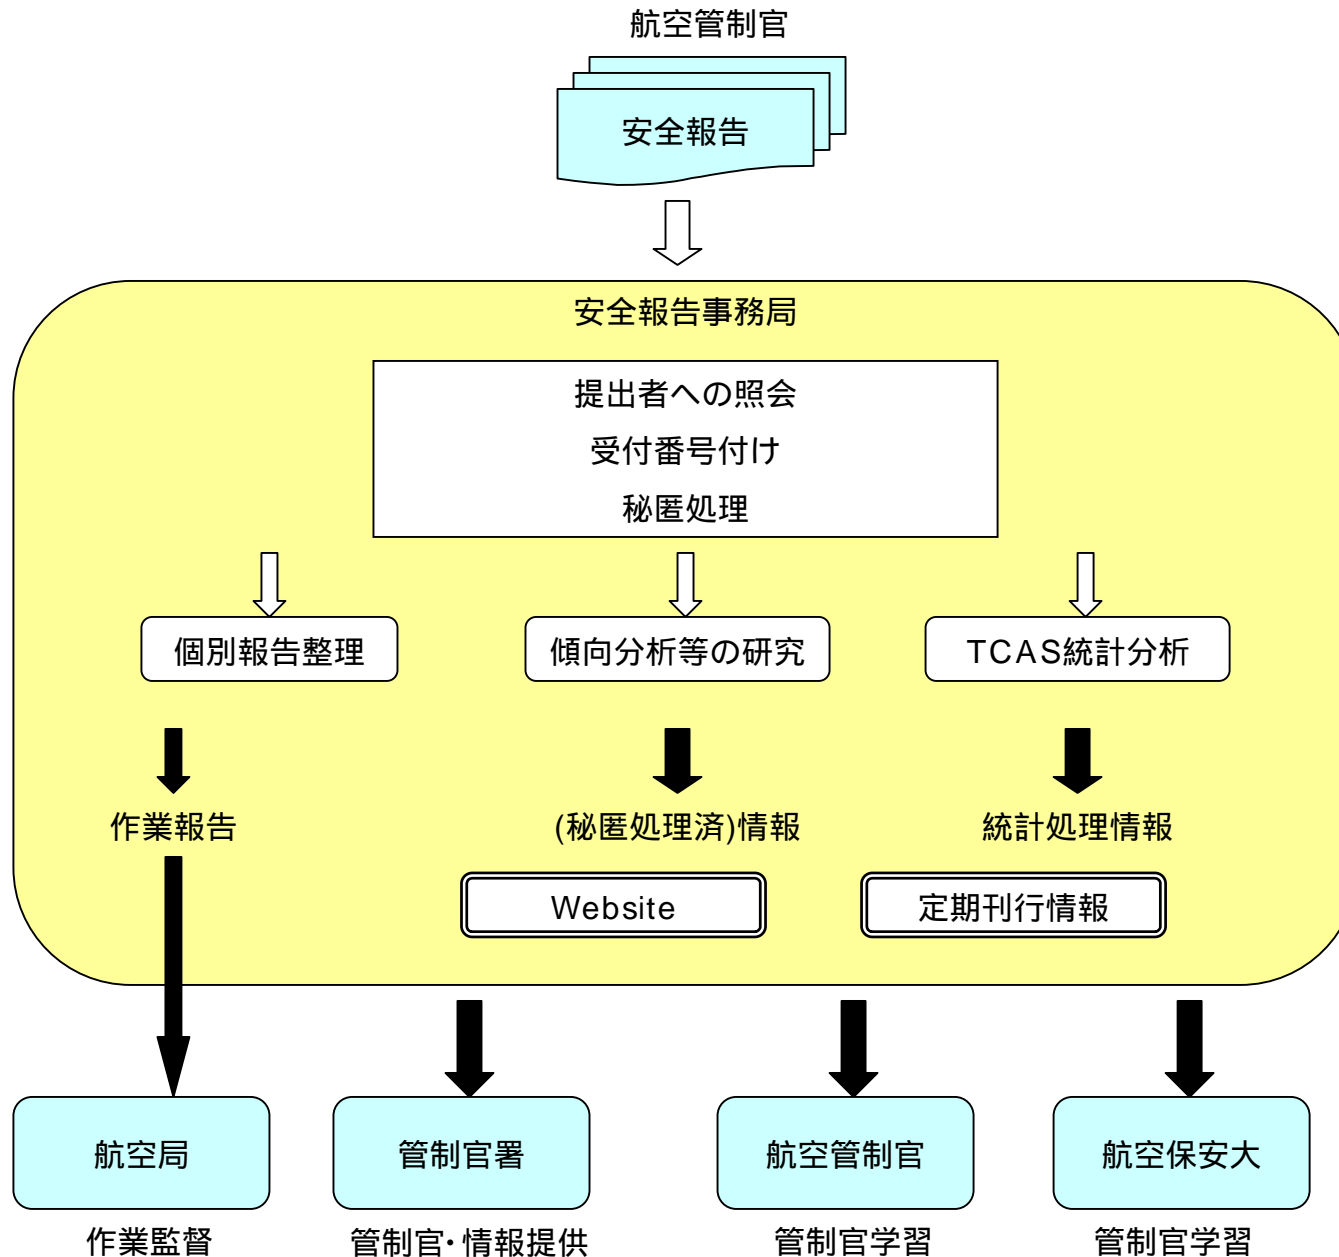 航空管制官
安全報告
安全報告事務局
提出者への照会
受付番号付け
秘匿処理
個別報告整理
傾向分析等の研究
TCAS統計分析
作業報告
(秘匿処理済)情報
統計処理情報
Website
定期刊行情報
航空局
管制官署
航空管制官
航空保安大
作業監督
管制官・情報提供
管制官学習
管制官学習